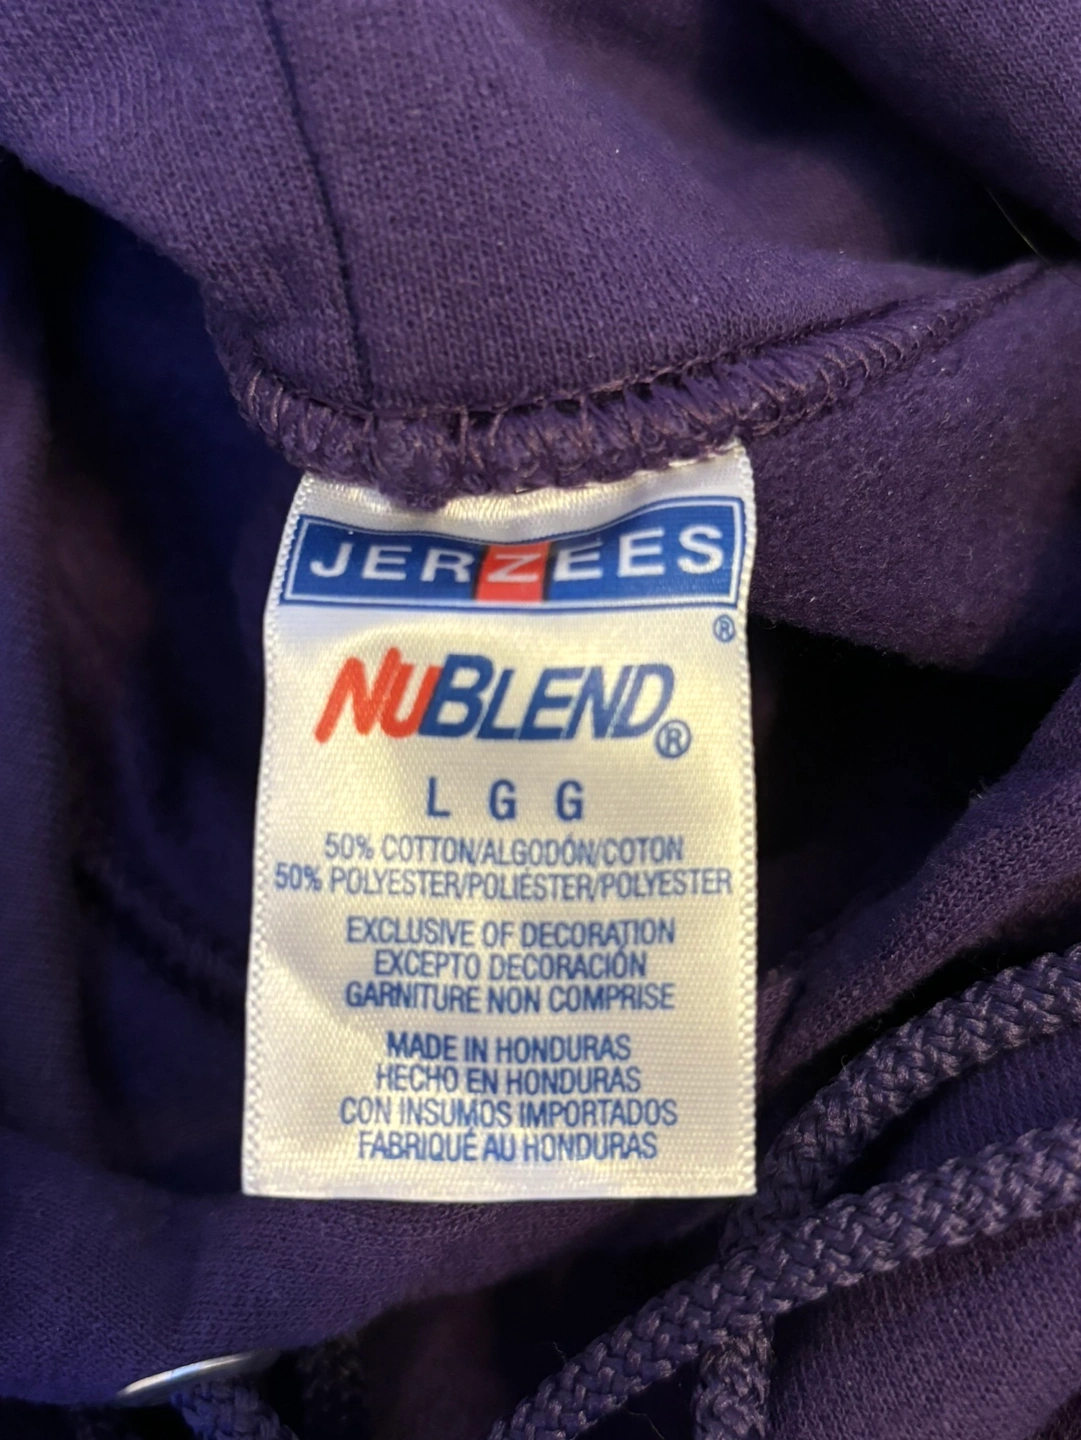 JERZEES
®
NUBLEND®
L G G
50% COTTON/ALGODÓN/COTON
50% POLYESTER/POLIÉSTER/POLYESTER
EXCLUSIVE OF DECORATION
EXCEPTO DECORACIÓN
GARNITURE NON COMPRISE
MADE IN HONDURAS
HECHO EN HONDURAS
CON INSUMOS IMPORTADOS
FABRIQUÉ AU HONDURAS